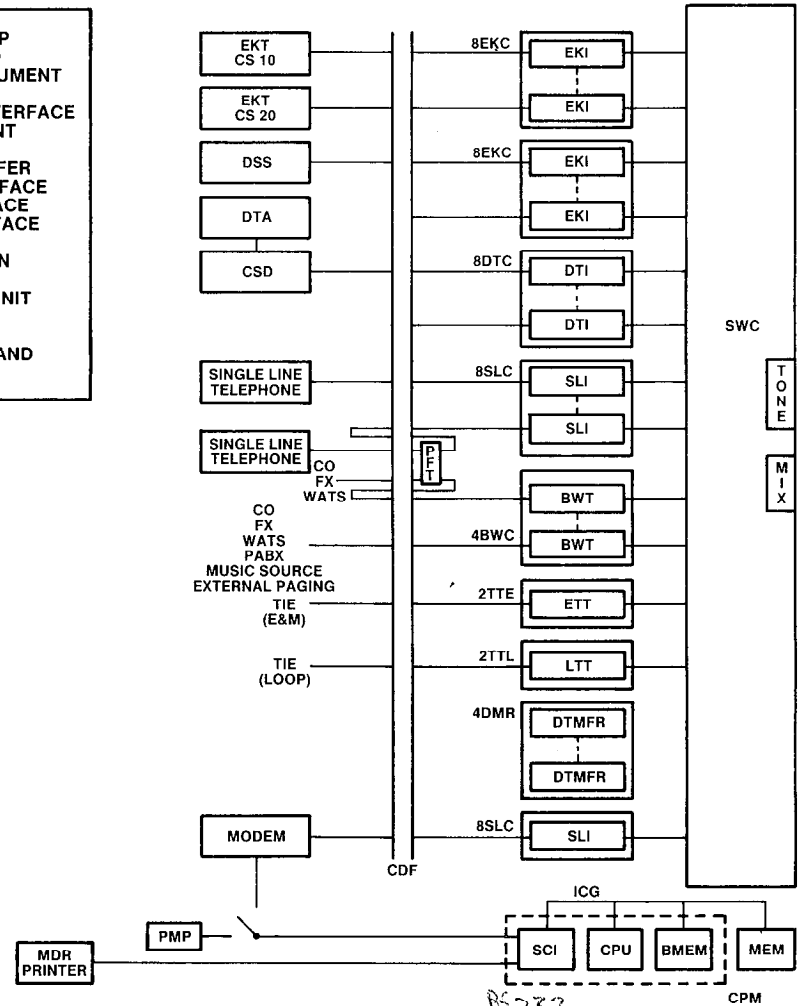 P
UMENT
TERFACE
NT
FER
FACE
ACE
FACE
N
NIT
AND
EKT
CS 10
EKT
CS 20
DSS
DTA
CSD
SINGLE LINE
TELEPHONE
SINGLE LINE
TELEPHONE
CO
FX
WATS
CO
FX
WATS
PABX
MUSIC SOURCE
EXTERNAL PAGING
TIE
(E&M)
TIE
(LOOP)
MODEM
CDF
PFT
8EKC
EKI
EKI
8EKC
EKI
EKI
8DTC
DTI
DTI
8SLC
SLI
SLI
BWT
4BWC
BWT
2TTE
ETT
2TTL
LTT
4DMR
DTMFR
DTMFR
8SLC
SLI
SWC
TONE
MIX
ICG
PMP
MDR
PRINTER
SCI
CPU
BMEM
MEM
CPM